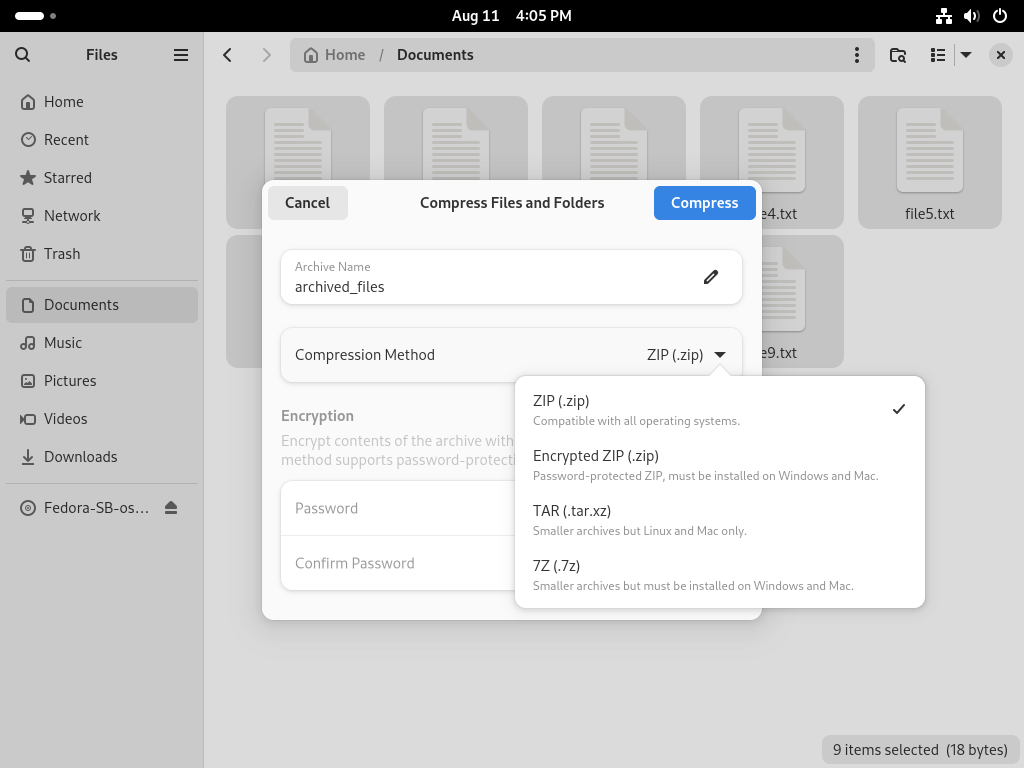 Aug 11 4:05 PM
Files
Home / Documents
Home
Recent
Starred
Network
Trash
Documents
Music
Pictures
Videos
Downloads
Fedora-SB-os...
file5.txt
Cancel
Compress Files and Folders
Compress
Archive Name
archived_files
Compression Method
ZIP (.zip)
ZIP (.zip)
Compatible with all operating systems.
Encrypted ZIP (.zip)
Password-protected ZIP, must be installed on Windows and Mac.
TAR (.tar.xz)
Smaller archives but Linux and Mac only.
7Z (.7z)
Smaller archives but must be installed on Windows and Mac.
Encryption
Encrypt contents of the archive with
method supports
Password
Confirm Password
e4.txt
e9.txt
9 items selected (18 bytes)